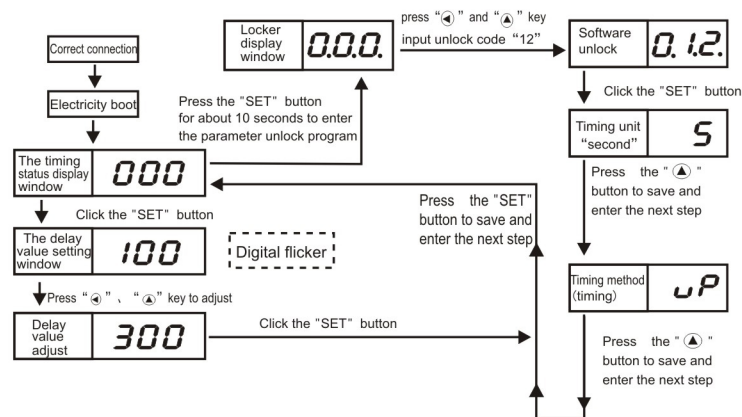 Correct connection
Electricity boot
The timing
status display
window
000
Click the "SET" button
The delay
value setting
window
100
Digital flicker
Press "◀" 、 "▲" key to adjust
Delay
value
adjust
300
Click the "SET" button
Press the "SET" button
for about 10 seconds to enter
the parameter unlock program
Locker
display
window
0.0.0.
press "◀" and "▲" key
input unlock code "12"
Software
unlock
0.1.2.
Click the "SET" button
Timing unit
"second"
S
Press the "▲"
button to save and
enter the next step
Timing method
(timing)
uP
Press the "▲"
button to save and
enter the next step
Press the "SET"
button to save and
enter the next step